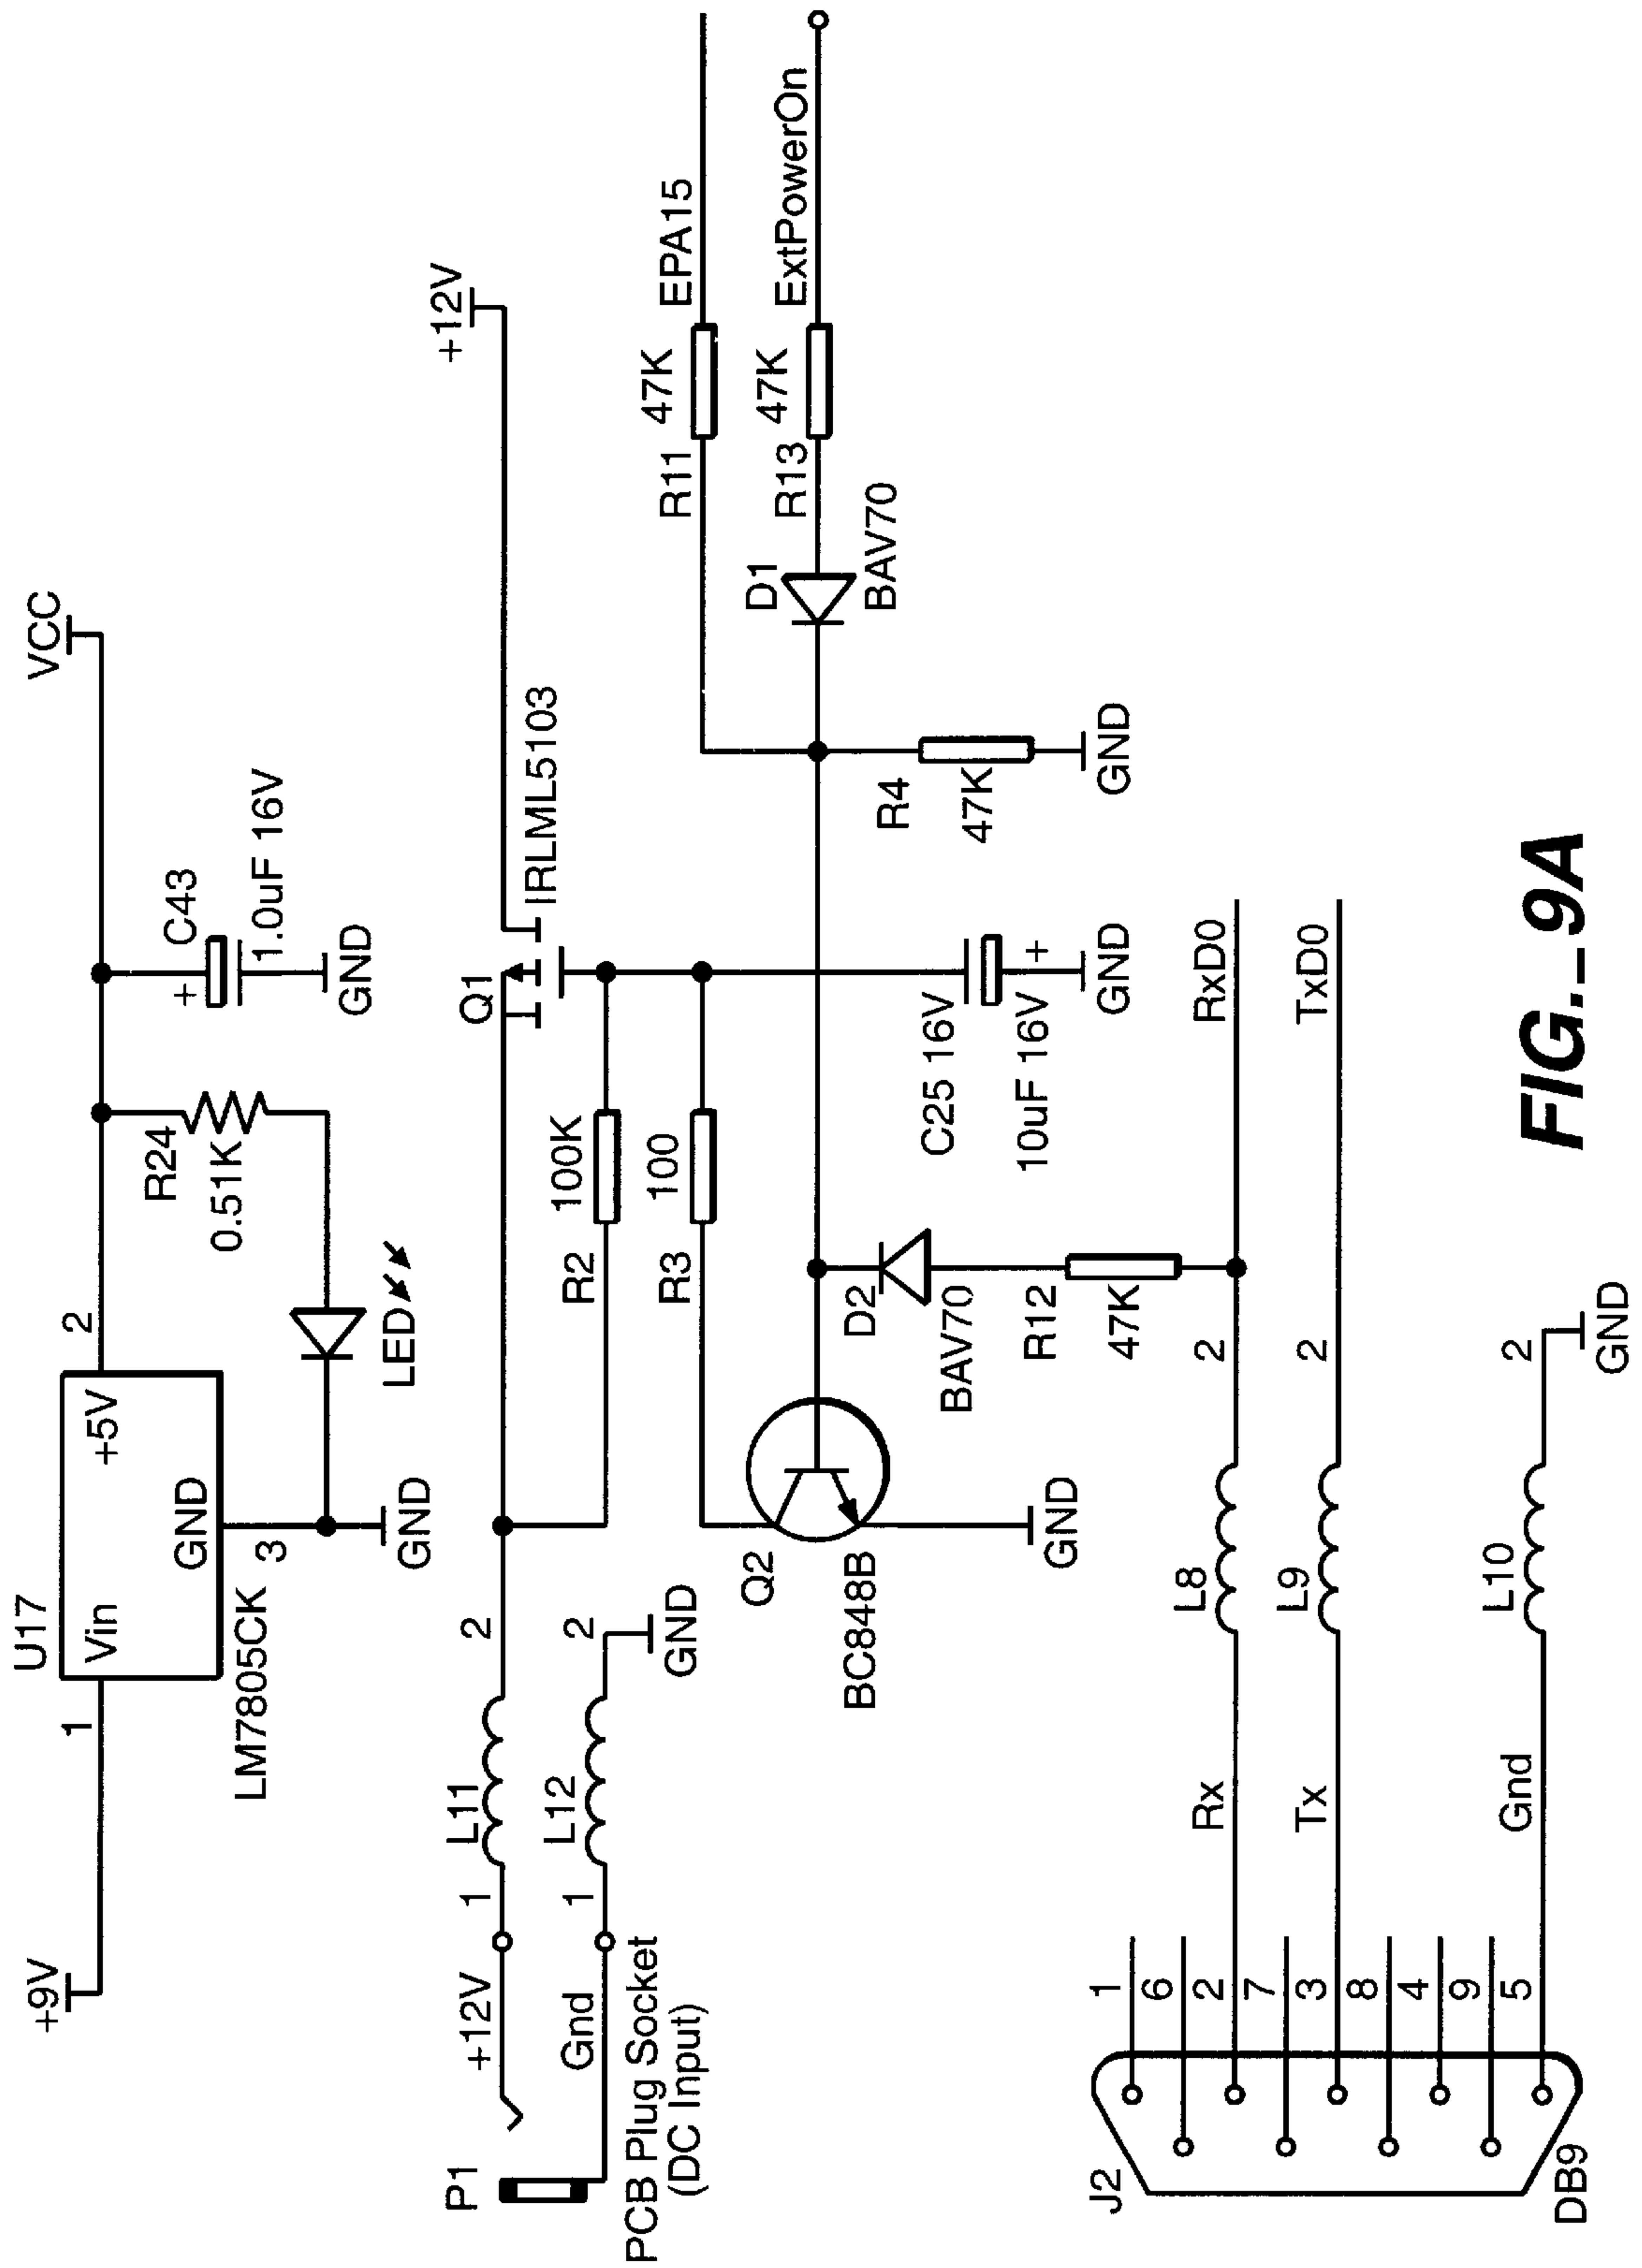 +9V
1
U17
Vin
+5V
GND
LM7805CK
3
GND
2
LED
R24
0.51K
C43
+
1.0uF 16V
GND
VCC
P1
+12V
Gnd
PCB Plug Socket
(DC Input)
1
L11
2
1
L12
2
GND
R2
100K
R3
100
Q1
IRLML5103
+12V
Q2
BC848B
GND
D2
BAV70
R12
47K
C25 16V
10uF 16V
+
GND
R4
47K
GND
D1
BAV70
R11
47K
EPA15
R13
47K
ExtPowerOn
J2
DB9
1
6
2
7
3
8
4
9
5
Rx
L8
2
RxD0
Tx
L9
2
TxD0
Gnd
L10
2
GND
FIG._9A